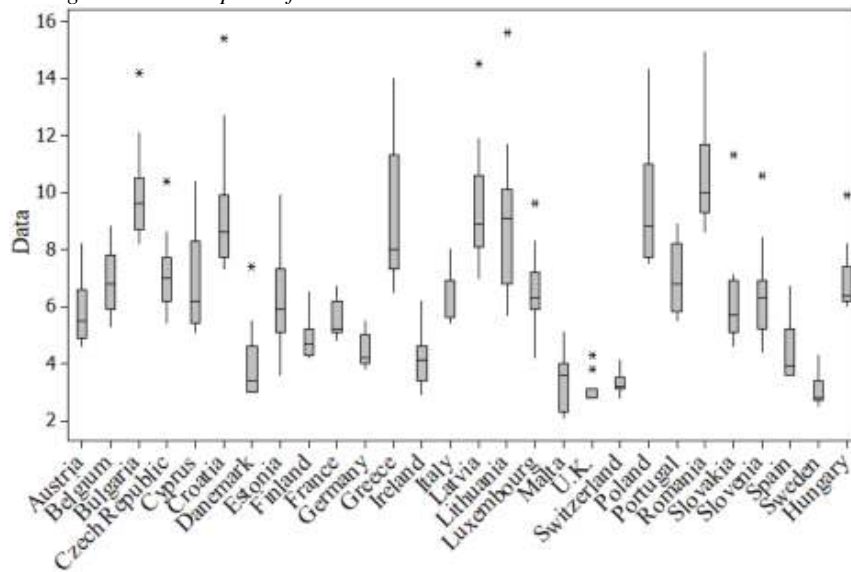 16
14
12
10
8
6
4
2
Data
Austria
Belgium
Bulgaria
Czech Republic
Cyprus
Croatia
Danemark
Estonia
Finland
France
Germany
Greece
Ireland
Italy
Latvia
Lithuania
Luxembourg
Malta
U.K.
Switzerland
Poland
Portugal
Romania
Slovakia
Slovenia
Spain
Sweden
Hungary